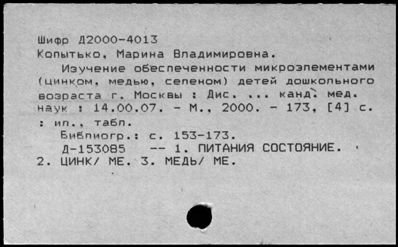 Шифр Д2000-4013
Копытько, Марина Владимировна.
Изучение обеспеченности микроэлементами
(цинком, медью, селеном) детей дошкольного
возраста г. Москвы : Дис. ... канд. мед.
наук : 14.00.07. - М., 2000. - 173, [4] с.
: ил., табл.
Библиогр.: с. 153-173.
Д-153085 -- 1. ПИТАНИЯ СОСТОЯНИЕ.
2. ЦИНК/ МЕ. 3. МЕДЬ/ МЕ.